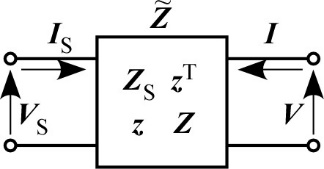 Z̃
I_S I
Z_S z^T
V_S V
z Z